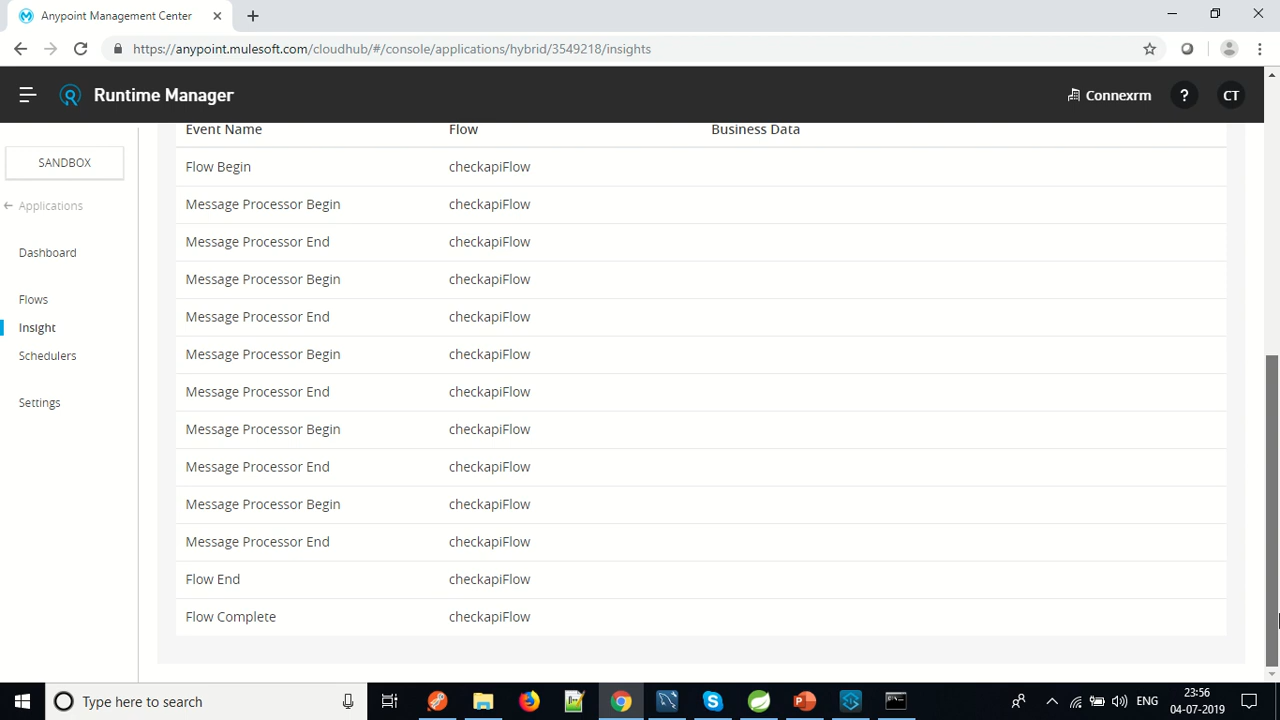 Anypoint Management Center
https://anypoint.mulesoft.com/cloudhub/#/console/applications/hybrid/3549218/insights
Runtime Manager
Connexrm
?
CT
SANDBOX
Applications
Dashboard
Flows
Insight
Schedulers
Settings
Event Name Flow Business Data
Flow Begin checkapiFlow
Message Processor Begin checkapiFlow
Message Processor End checkapiFlow
Message Processor Begin checkapiFlow
Message Processor End checkapiFlow
Message Processor Begin checkapiFlow
Message Processor End checkapiFlow
Message Processor Begin checkapiFlow
Message Processor End checkapiFlow
Message Processor Begin checkapiFlow
Message Processor End checkapiFlow
Flow End checkapiFlow
Flow Complete checkapiFlow
Type here to search
ENG
23:56
04-07-2019